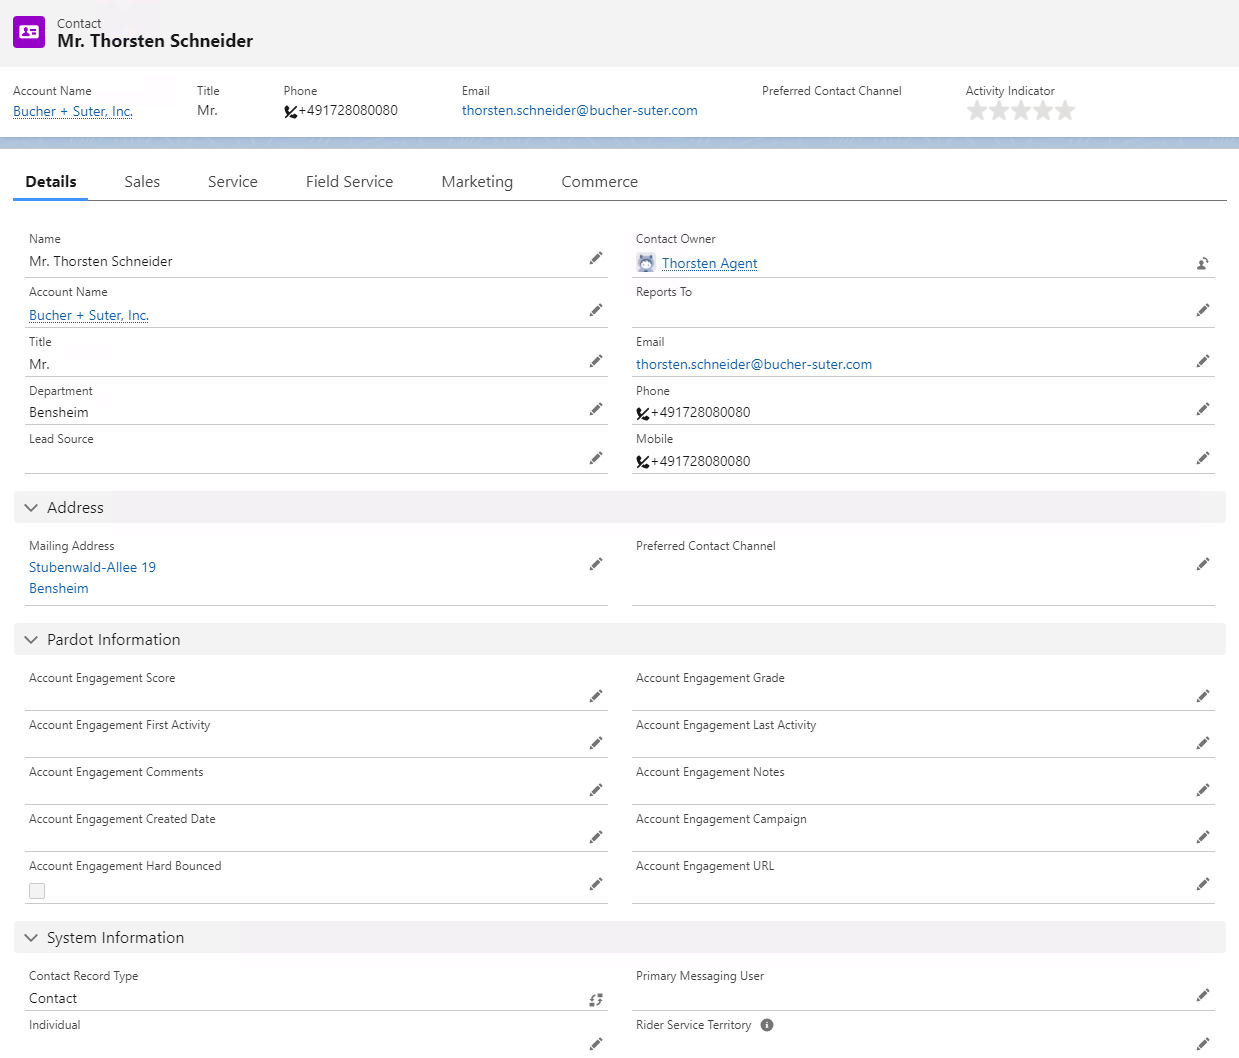 Contact
Mr. Thorsten Schneider
Account Name
Title
Phone
Email
Preferred Contact Channel
Activity Indicator
Bucher + Suter, Inc.
Mr.
+491728080080
thorsten.schneider@bucher-suter.com
Details
Sales
Service
Field Service
Marketing
Commerce
Name
Mr. Thorsten Schneider
Contact Owner
Thorsten Agent
Account Name
Bucher + Suter, Inc.
Reports To
Title
Mr.
Email
thorsten.schneider@bucher-suter.com
Department
Bensheim
Phone
+491728080080
Lead Source
Mobile
+491728080080
Address
Mailing Address
Stubenwald-Allee 19
Bensheim
Preferred Contact Channel
Pardot Information
Account Engagement Score
Account Engagement Grade
Account Engagement First Activity
Account Engagement Last Activity
Account Engagement Comments
Account Engagement Notes
Account Engagement Created Date
Account Engagement Campaign
Account Engagement Hard Bounced
Account Engagement URL
System Information
Contact Record Type
Contact
Primary Messaging User
Individual
Rider Service Territory